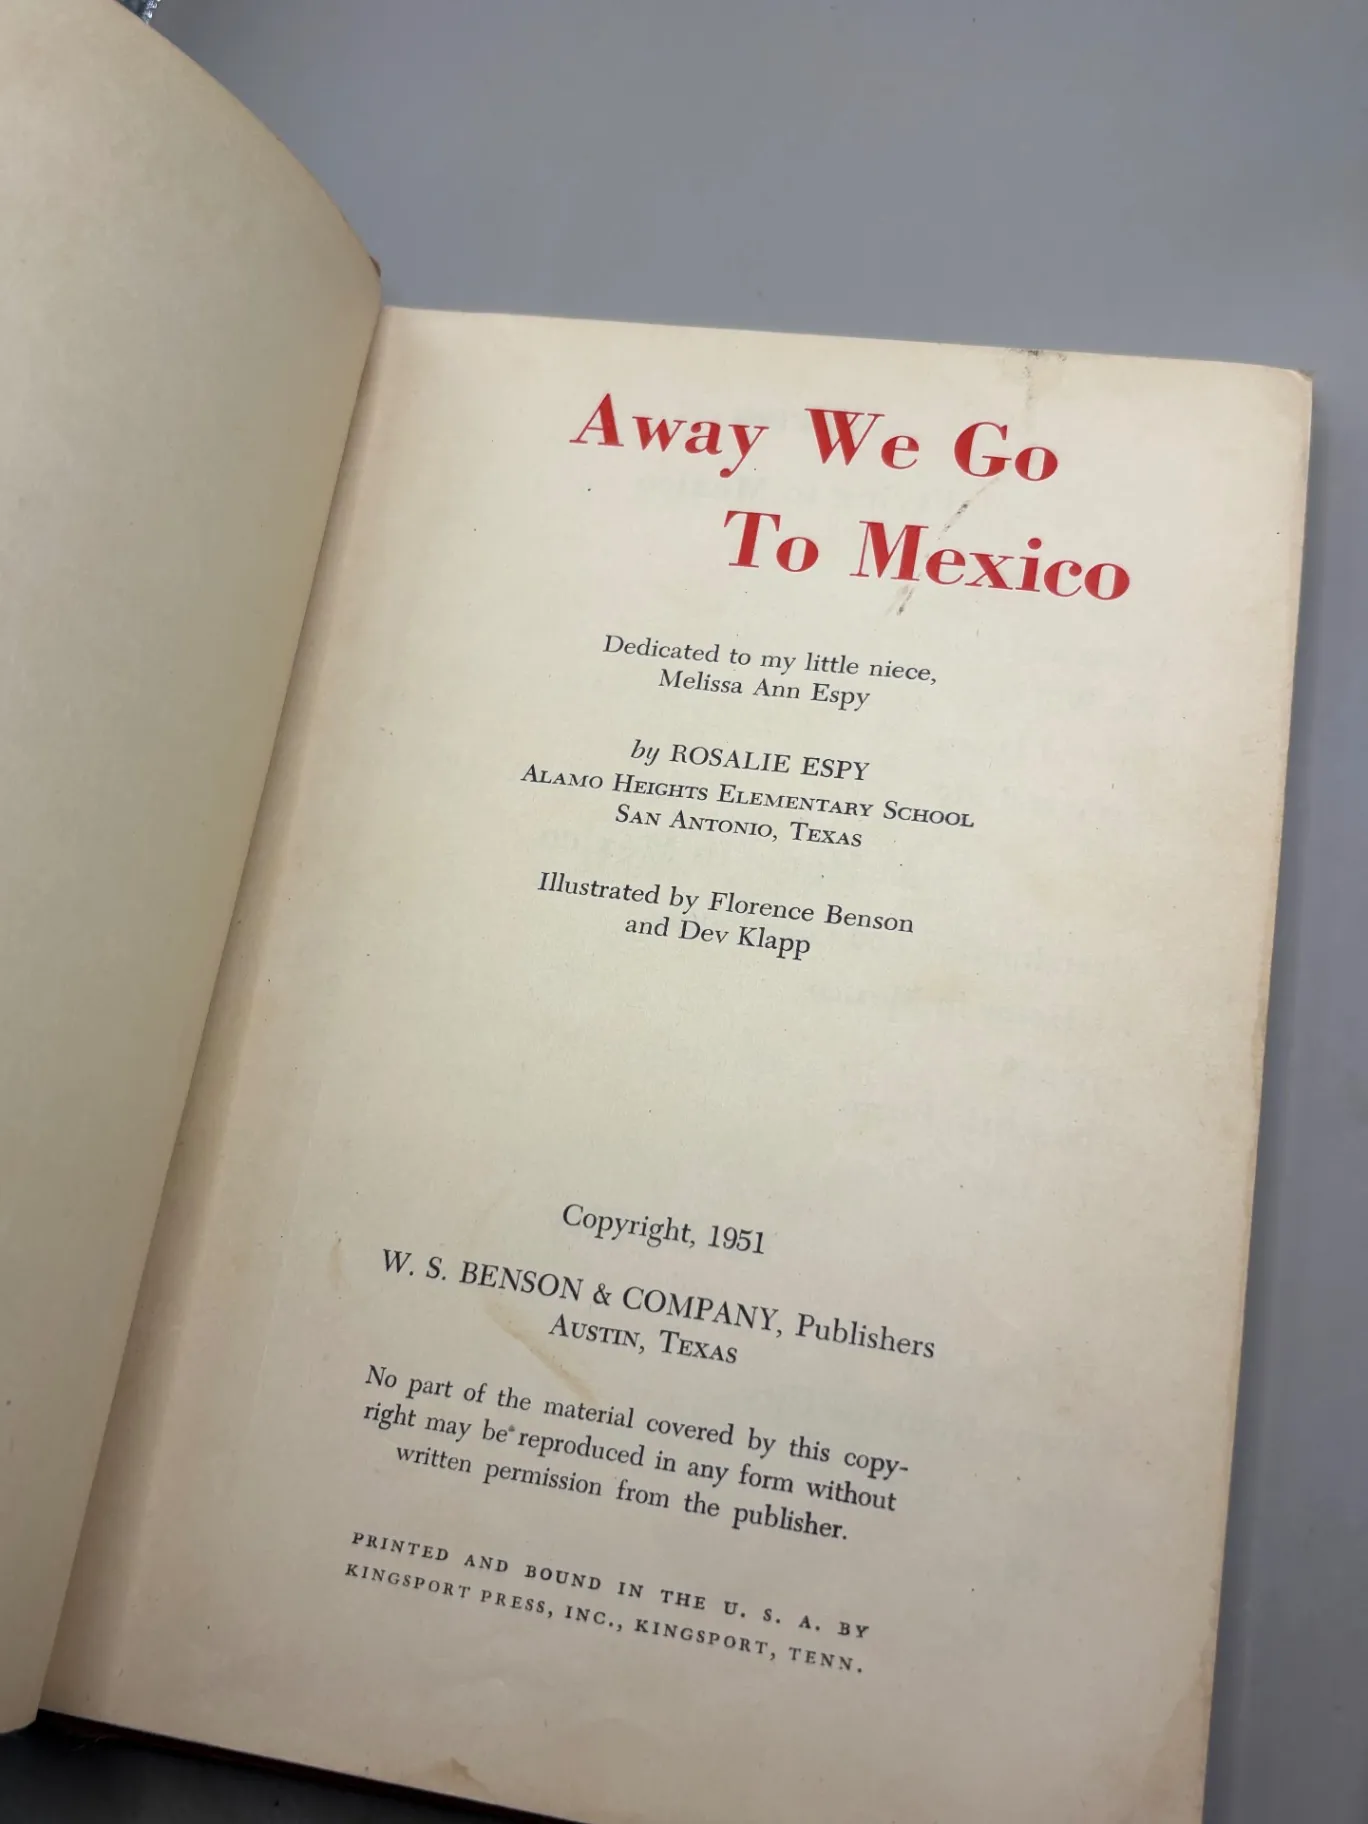 Away We Go
To Mexico
Dedicated to my little niece,
Melissa Ann Espy
by ROSALIE ESPY
ALAMO HEIGHTS ELEMENTARY SCHOOL
SAN ANTONIO, TEXAS
Illustrated by Florence Benson
and Dev Klapp
Copyright, 1951
W. S. BENSON & COMPANY, Publishers
AUSTIN, TEXAS
No part of the material covered by this copy-
right may be reproduced in any form without
written permission from the publisher.
PRINTED AND BOUND IN THE U. S. A. BY
KINGSPORT PRESS, INC., KINGSPORT, TENN.